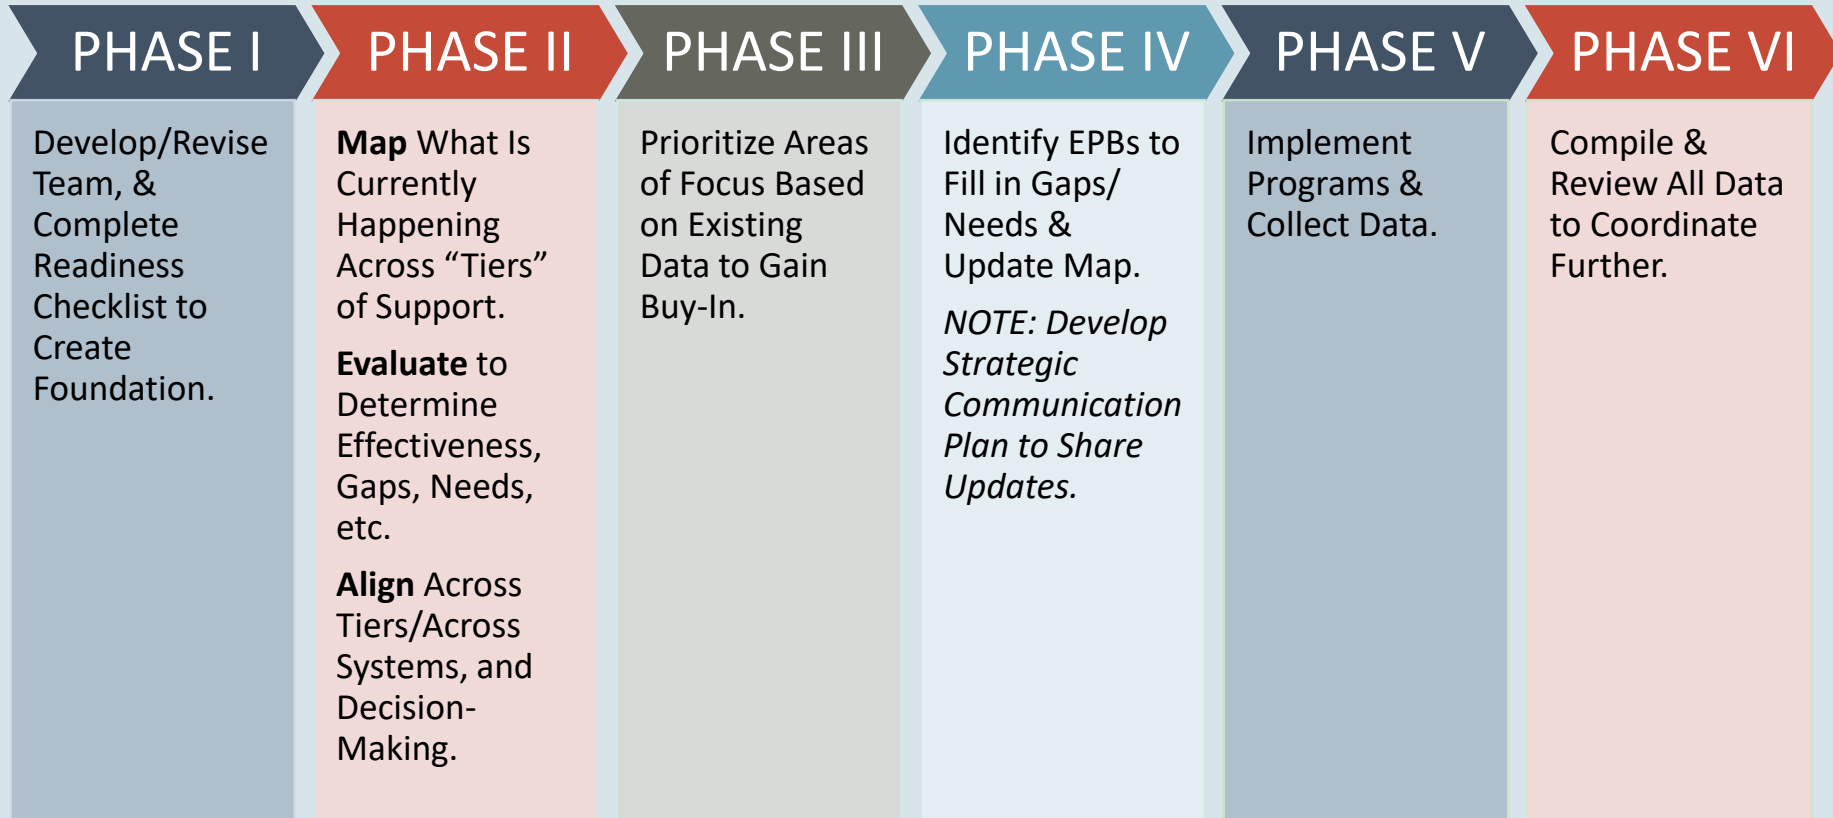 PHASE I
Develop/Revise
Team, &
Complete
Readiness
Checklist to
Create
Foundation.
PHASE II
Map What Is
Currently
Happening
Across “Tiers”
of Support.
Evaluate to
Determine
Effectiveness,
Gaps, Needs,
etc.
Align Across
Tiers/Across
Systems, and
Decision-
Making.
PHASE III
Prioritize Areas
of Focus Based
on Existing
Data to Gain
Buy-In.
PHASE IV
Identify EPBs to
Fill in Gaps/
Needs &
Update Map.
NOTE: Develop
Strategic
Communication
Plan to Share
Updates.
PHASE V
Implement
Programs &
Collect Data.
PHASE VI
Compile &
Review All Data
to Coordinate
Further.